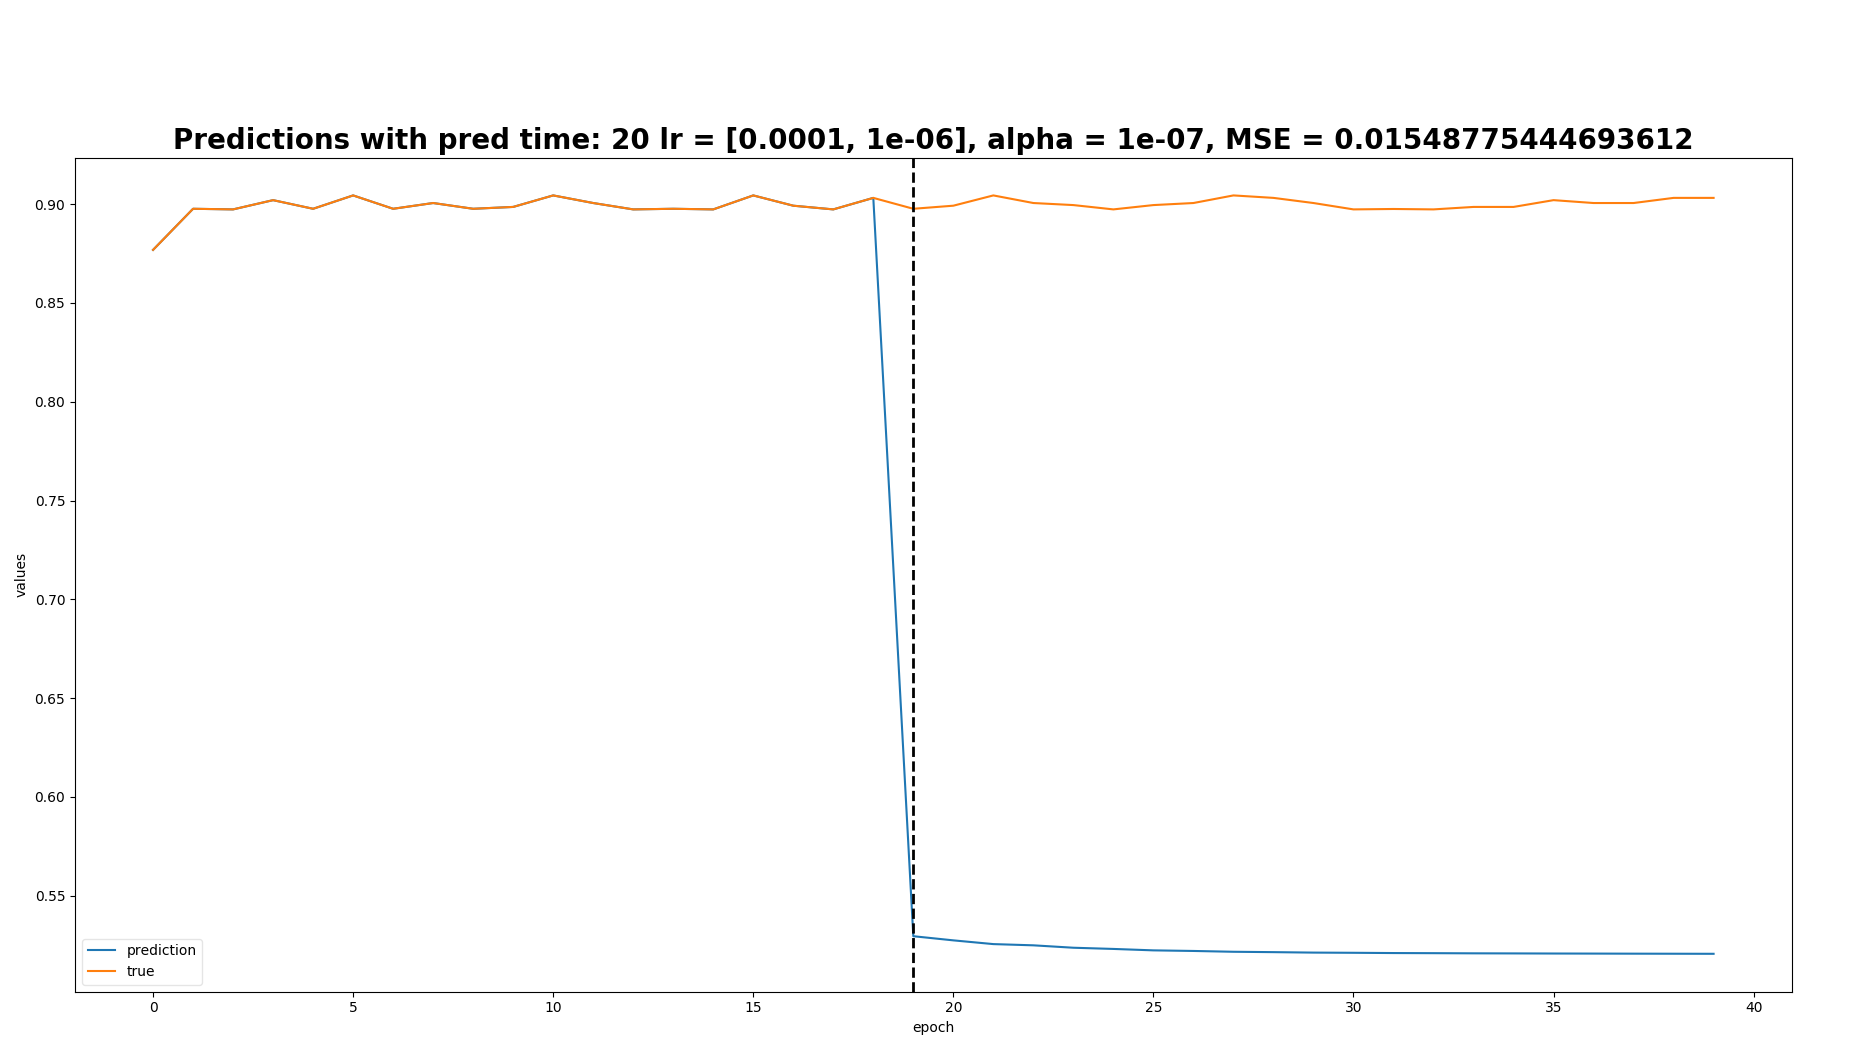 Predictions with pred time: 20 lr = [0.0001, 1e-06], alpha = 1e-07, MSE = 0.01548775444693612
0.90
0.85
0.80
0.75
0.70
0.65
0.60
0.55
values
prediction
true
0 5 10 15 20 25 30 35 40
epoch